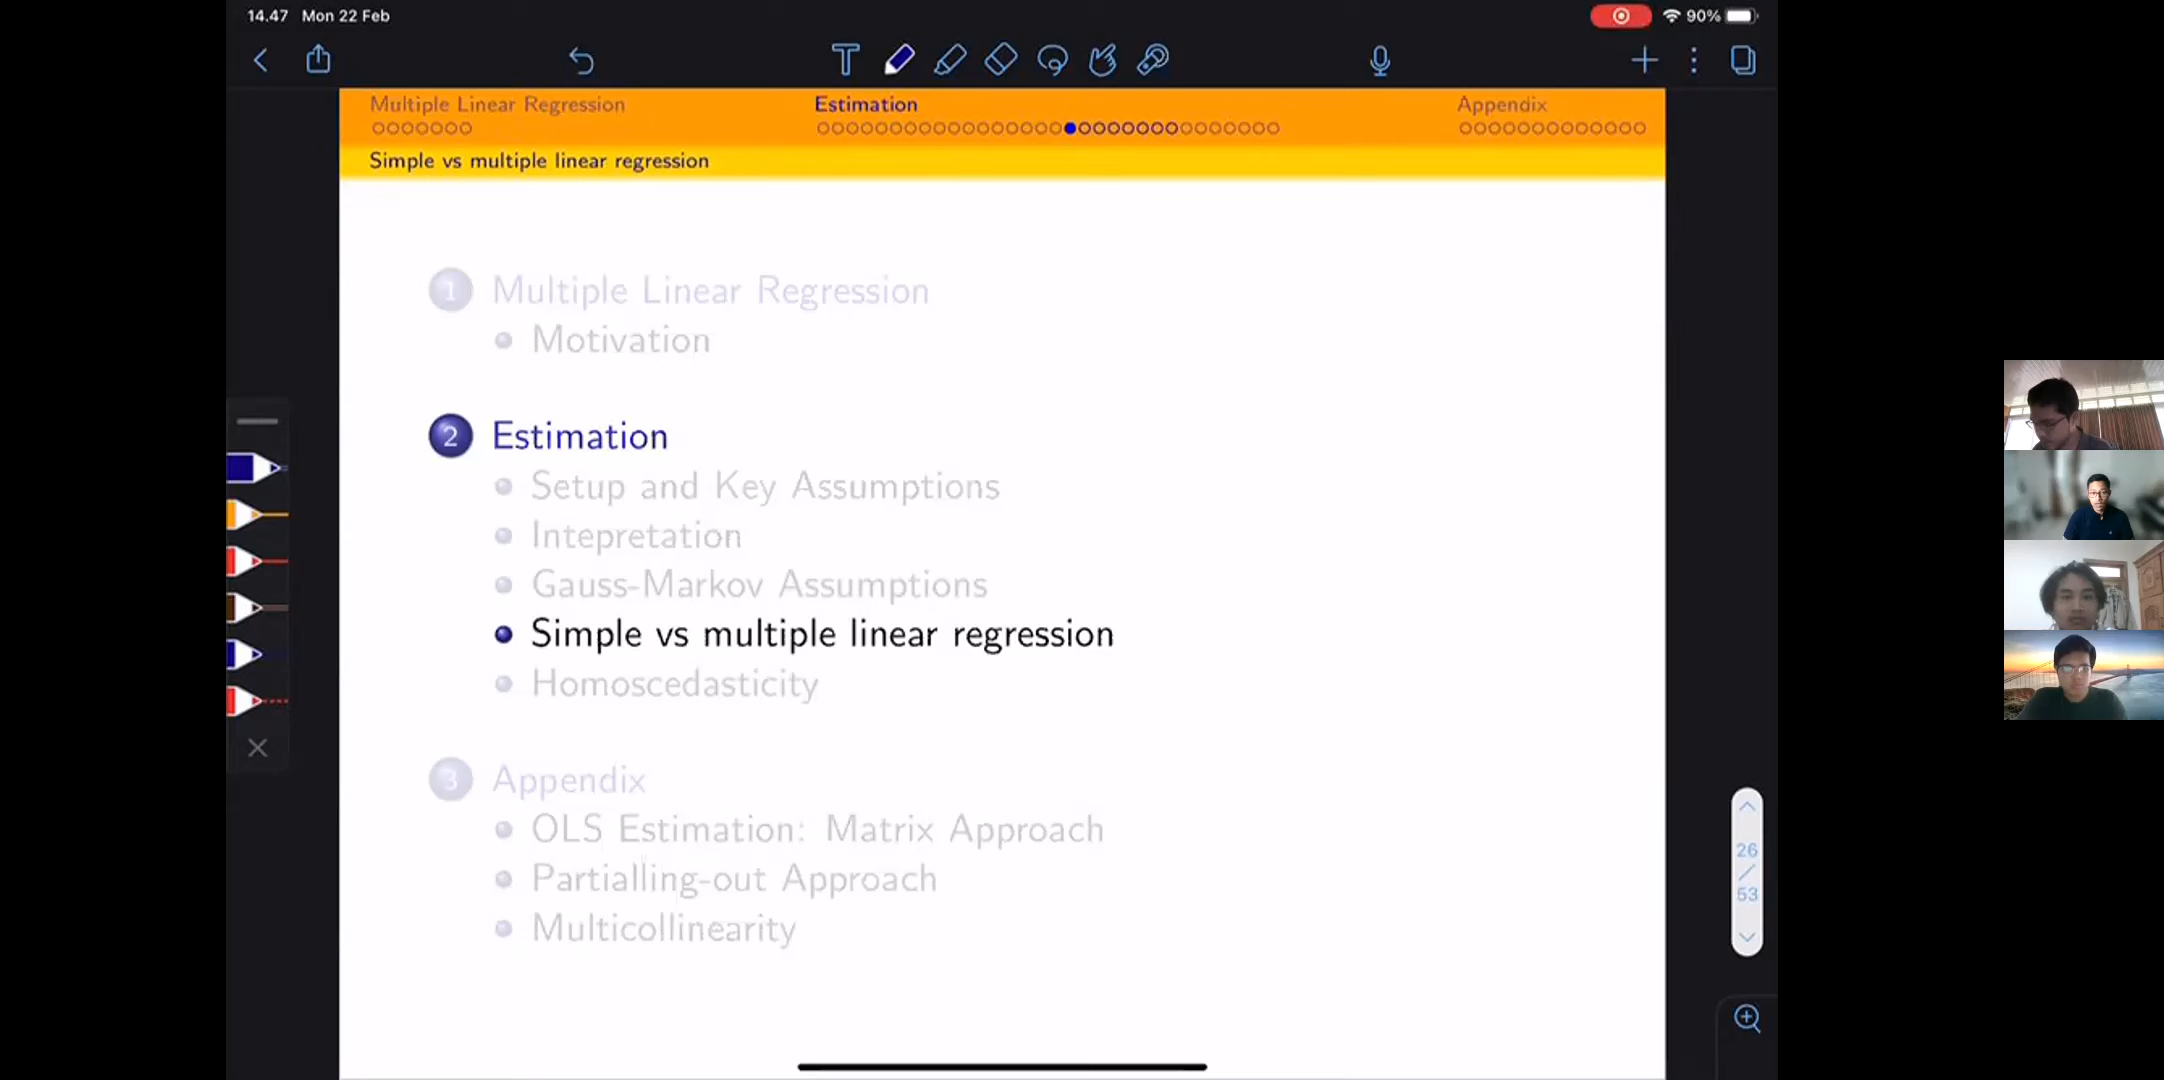 14.47 Mon 22 Feb
90%
Multiple Linear Regression
Estimation
Appendix
Simple vs multiple linear regression
1 Multiple Linear Regression
Motivation
2 Estimation
Setup and Key Assumptions
Intepretation
Gauss-Markov Assumptions
Simple vs multiple linear regression
Homoscedasticity
3 Appendix
OLS Estimation: Matrix Approach
Partialling-out Approach
Multicollinearity
26
/
53